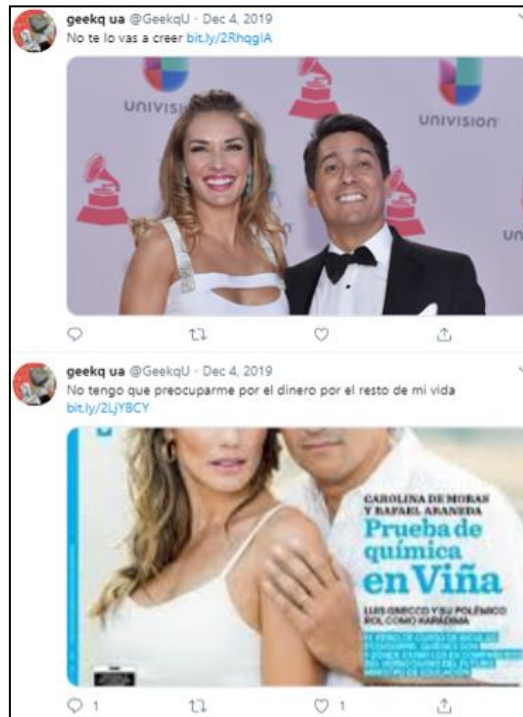 geekq ua @GeekqU · Dec 4, 2019
No te lo vas a creer bit.ly/2RhqglA
UNIVISION
UNIVISION
UN
geekq ua @GeekqU · Dec 4, 2019
No tengo que preocuparme por el dinero por el resto de mi vida
bit.ly/2LjYBCY
CAROLINA DE MORAS
Y RAFAEL ARANEDA
Prueba de
química
en Viña
LUIS GNECCO Y SU POLÉMICO
ROL COMO KARADIMA
1
1